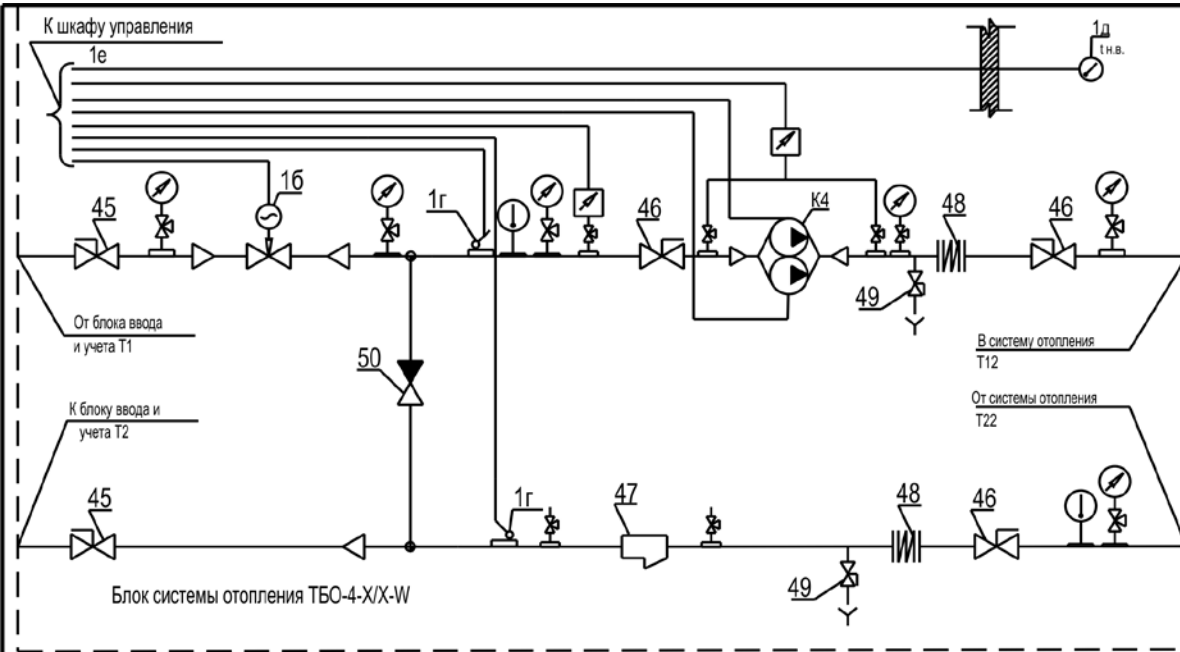 К шкафу управления
1е
1д
tн.в.
1б
К4
45
1г
46
48
46
49
От блока ввода
и учета Т1
В систему отопления
Т12
50
К блоку ввода и
учета Т2
От системы отопления
Т22
45
1г
47
48
46
49
Блок системы отопления ТБО-4-Х/Х-W